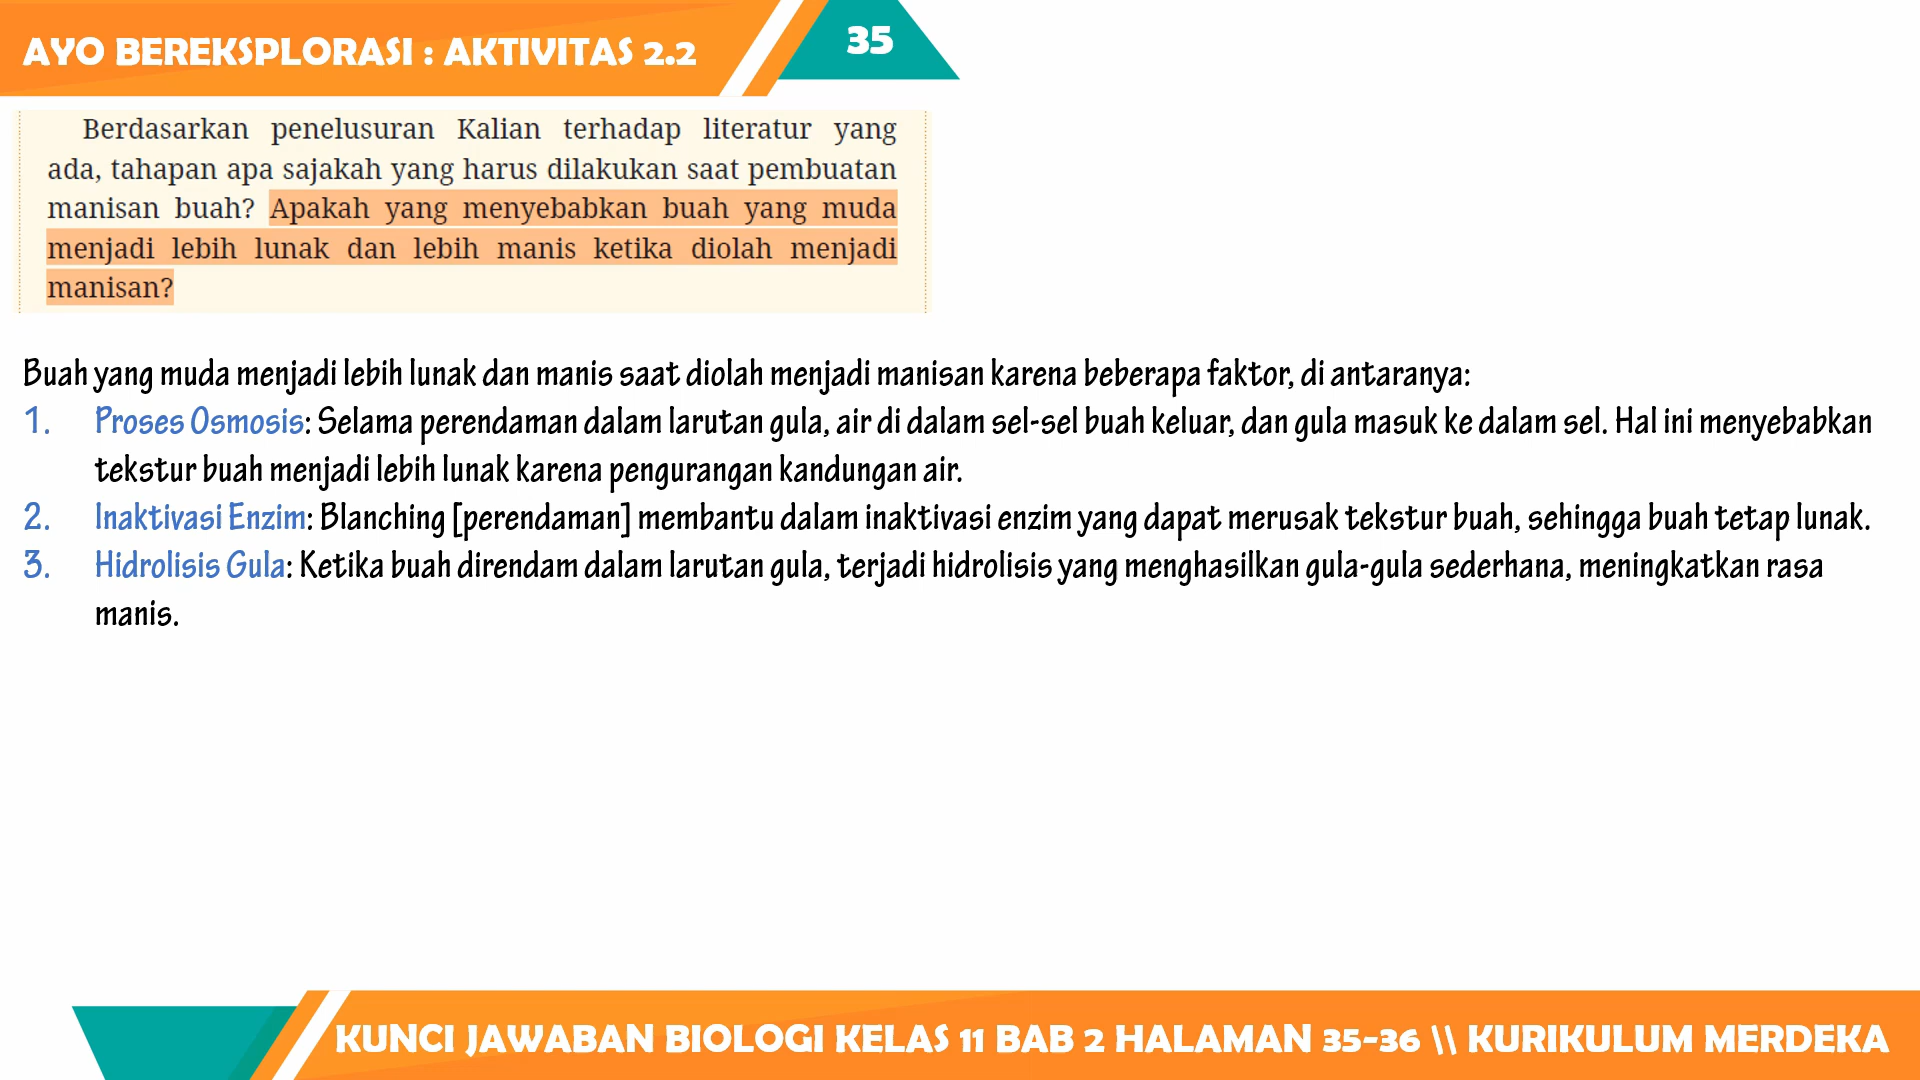 AYO BEREKSPLORASI : AKTIVITAS 2.2
35
Berdasarkan penelusuran Kalian terhadap literatur yang
ada, tahapan apa sajakah yang harus dilakukan saat pembuatan
manisan buah? Apakah yang menyebabkan buah yang muda
menjadi lebih lunak dan lebih manis ketika diolah menjadi
manisan?
Buah yang muda menjadi lebih lunak dan manis saat diolah menjadi manisan karena beberapa faktor, di antaranya:
1. Proses Osmosis: Selama perendaman dalam larutan gula, air di dalam sel-sel buah keluar, dan gula masuk ke dalam sel. Hal ini menyebabkan
tekstur buah menjadi lebih lunak karena pengurangan kandungan air.
2. Inaktivasi Enzim: Blanching [perendaman] membantu dalam inaktivasi enzim yang dapat merusak tekstur buah, sehingga buah tetap lunak.
3. Hidrolisis Gula: Ketika buah direndam dalam larutan gula, terjadi hidrolisis yang menghasilkan gula-gula sederhana, meningkatkan rasa
manis.
KUNCI JAWABAN BIOLOGI KELAS 11 BAB 2 HALAMAN 35-36 \\ KURIKULUM MERDEKA